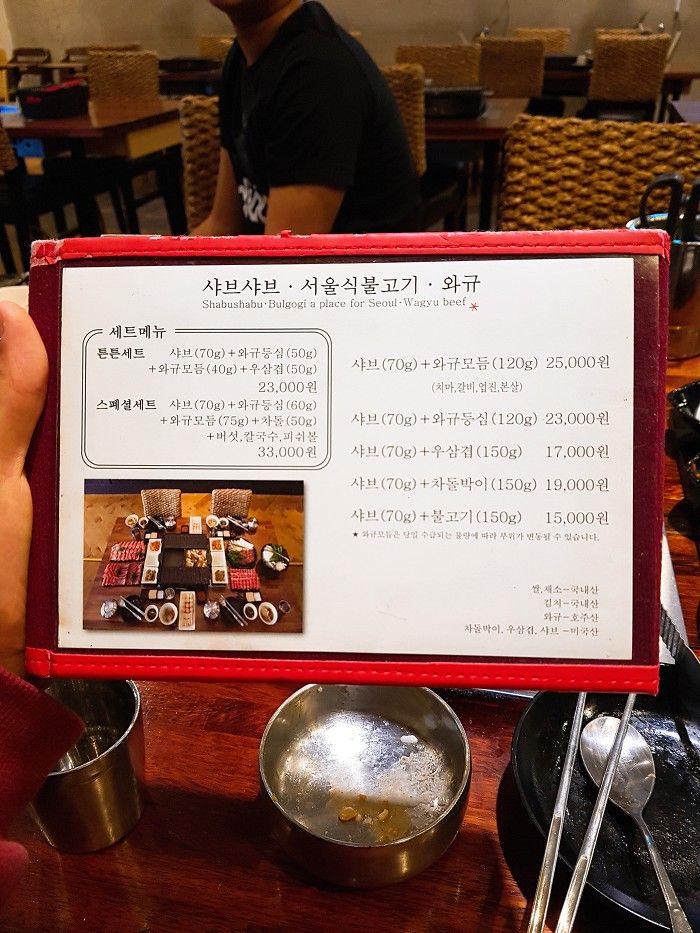 샤브샤브 · 서울식불고기 · 와규
Shabushabu·Bulgogi a place for Seoul·Wagyu beef *
세트메뉴
튼튼세트 샤브(70g)+와규등심(50g)
+와규모듬(40g)+우삼겹(50g)
23,000원
스페셜세트 샤브(70g)+와규등심(60g)
+와규모듬(75g)+차돌(50g)
+버섯,칼국수,피쉬볼
33,000원
샤브(70g)+와규모듬(120g) 25,000원
(치마,갈비,업진,본살)
샤브(70g)+와규등심(120g) 23,000원
샤브(70g)+우삼겹(150g) 17,000원
샤브(70g)+차돌박이(150g) 19,000원
샤브(70g)+불고기(150g) 15,000원
★ 와규모듬은 당일 수급되는 물량에 따라 부위가 변동될 수 있습니다.
쌀,채소-국내산
김치-국내산
와규-호주산
차돌박이, 우삼겹, 샤브 -미국산